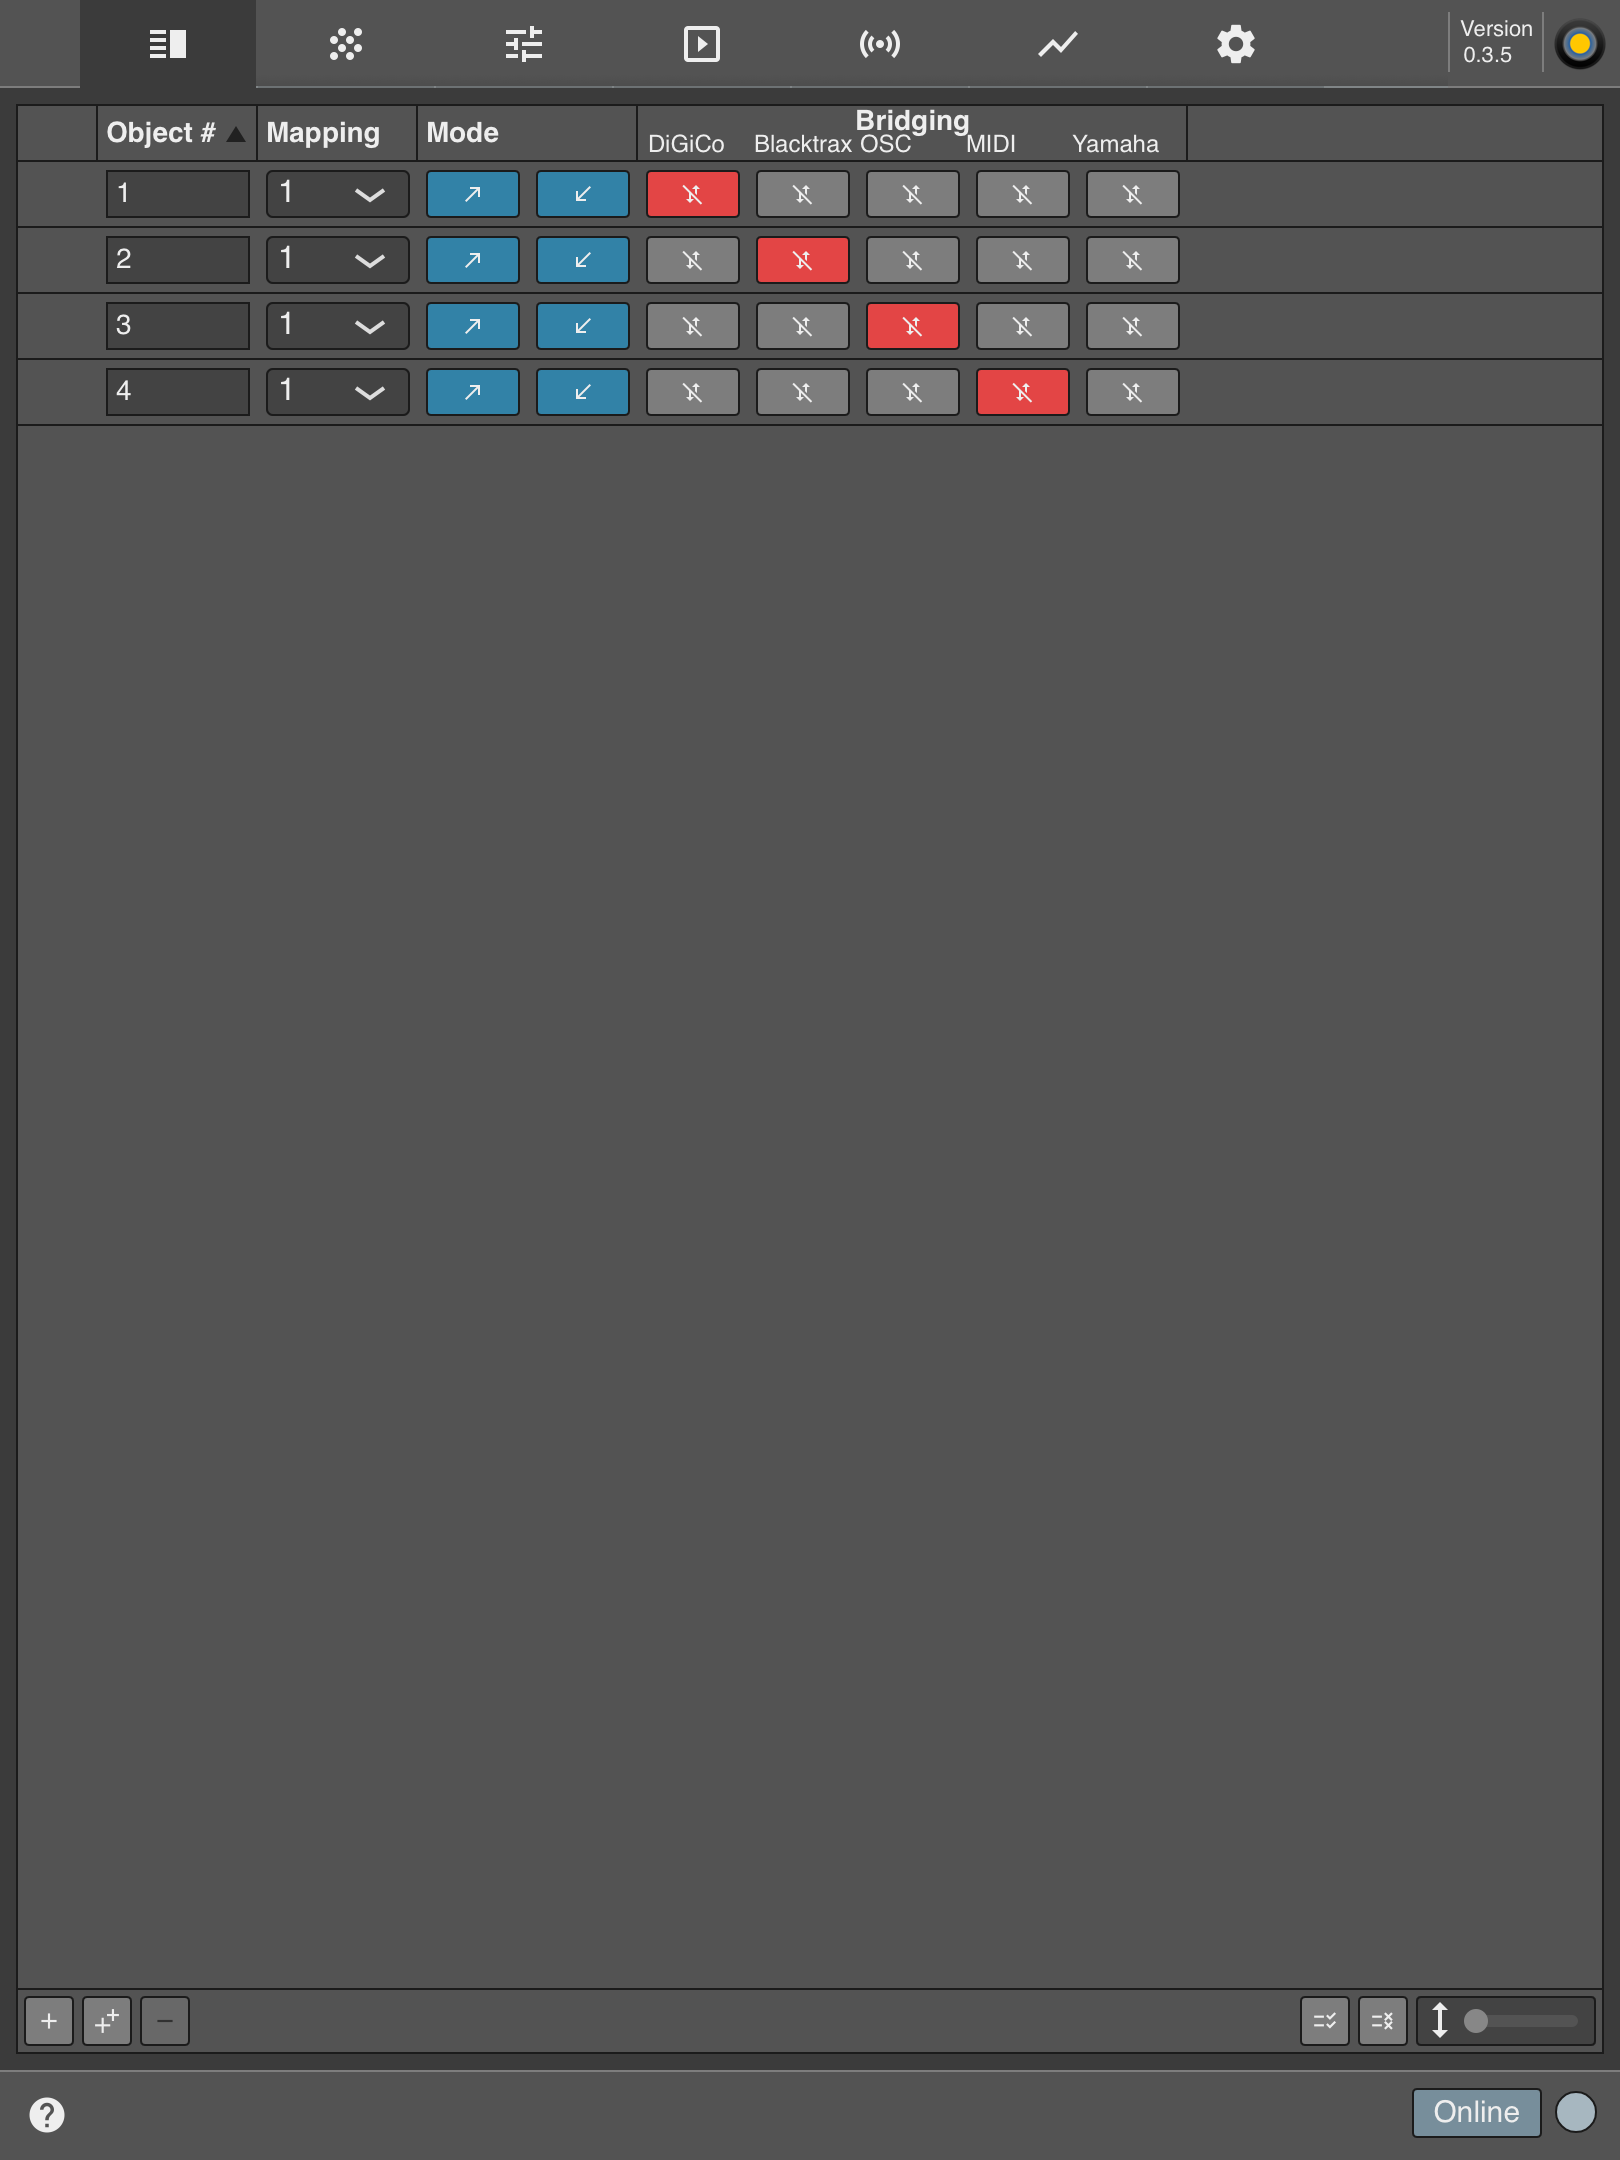 Version
0.3.5
Object # Mapping Mode Bridging
DiGiCo Blacktrax OSC MIDI Yamaha
1 1
2 1
3 1
4 1
Online